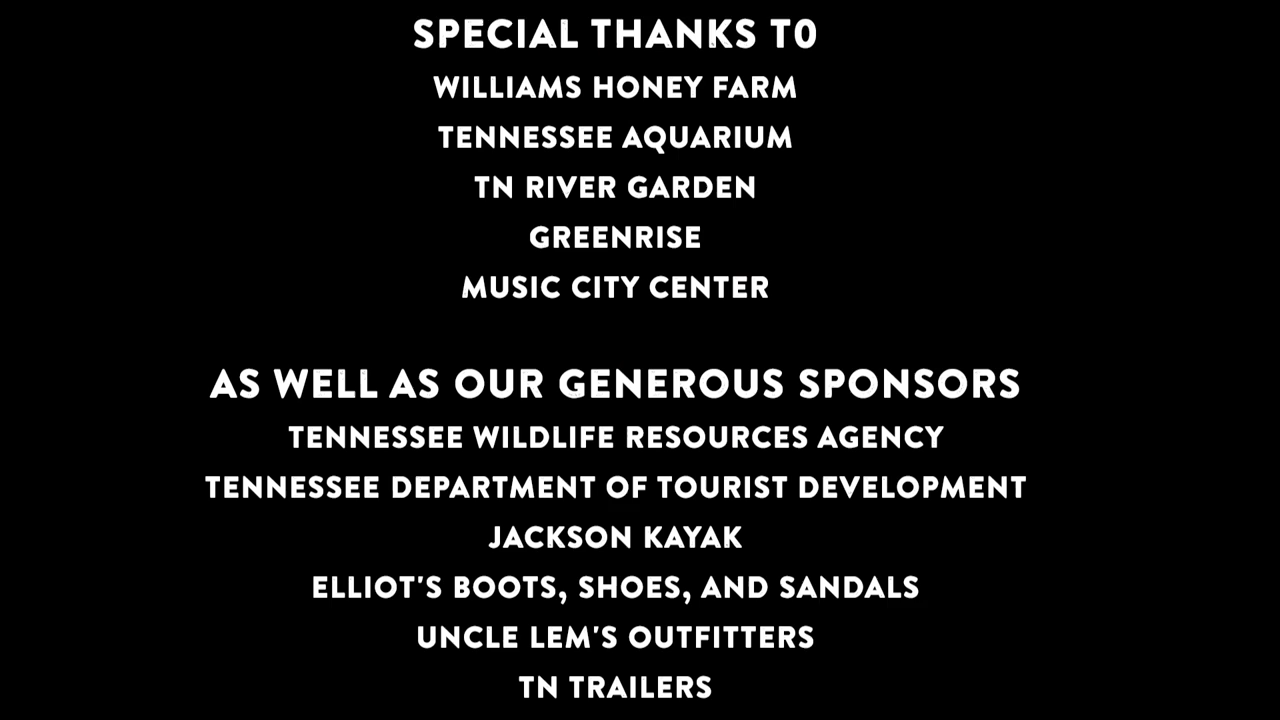 SPECIAL THANKS T0
WILLIAMS HONEY FARM
TENNESSEE AQUARIUM
TN RIVER GARDEN
GREENRISE
MUSIC CITY CENTER
AS WELL AS OUR GENEROUS SPONSORS
TENNESSEE WILDLIFE RESOURCES AGENCY
TENNESSEE DEPARTMENT OF TOURIST DEVELOPMENT
JACKSON KAYAK
ELLIOT'S BOOTS, SHOES, AND SANDALS
UNCLE LEM'S OUTFITTERS
TN TRAILERS